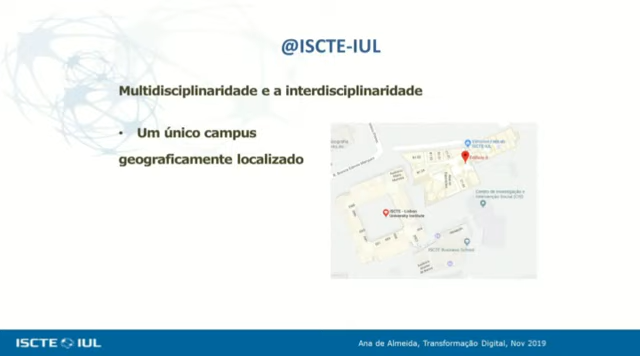 @ISCTE-IUL
Multidisciplinaridade e a interdisciplinaridade
• Um único campus
geograficamente localizado
ISCTE - Lisbon
University Institute
ISCTE Business School
ISCTE IUL
Ana de Almeida, Transformação Digital, Nov 2019